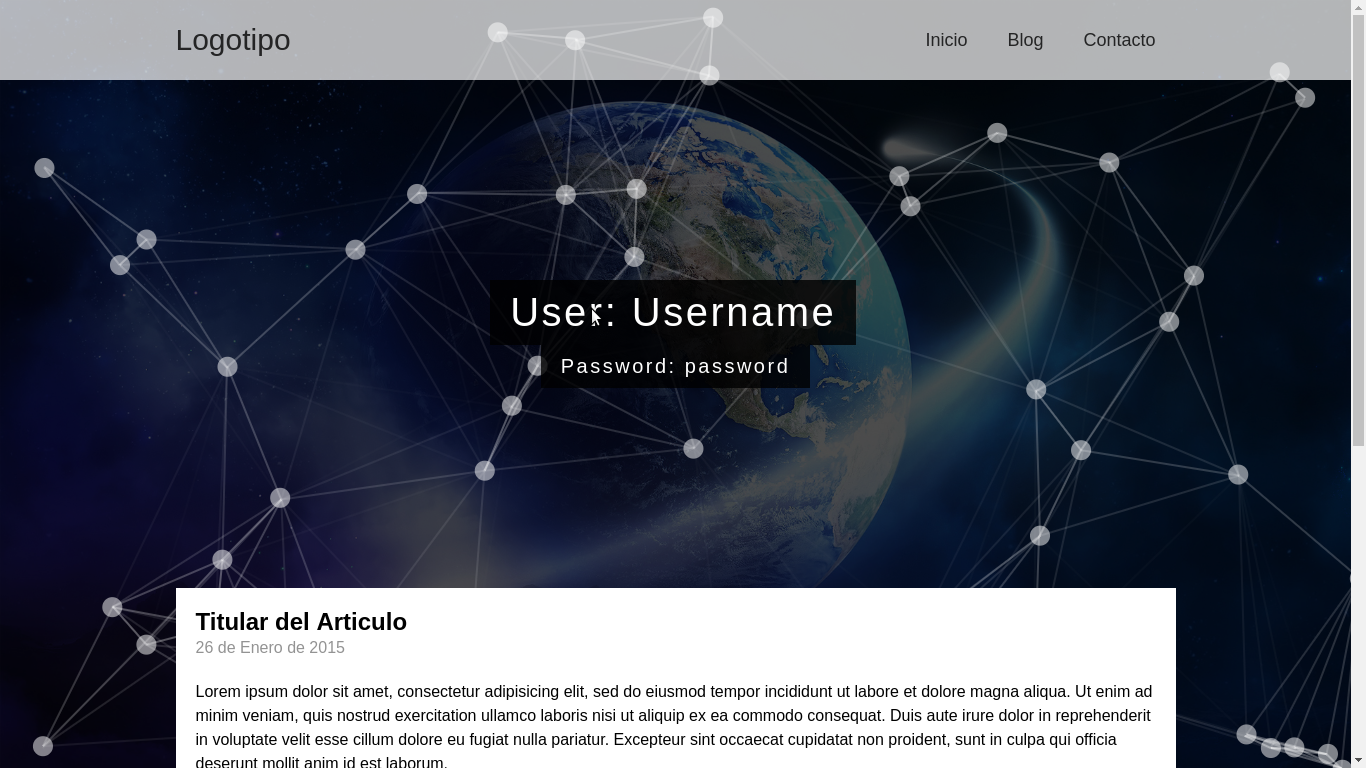 Logotipo
Inicio Blog Contacto
User: Username
Password: password
Titular del Articulo
26 de Enero de 2015
Lorem ipsum dolor sit amet, consectetur adipisicing elit, sed do eiusmod tempor incididunt ut labore et dolore magna aliqua. Ut enim ad
minim veniam, quis nostrud exercitation ullamco laboris nisi ut aliquip ex ea commodo consequat. Duis aute irure dolor in reprehenderit
in voluptate velit esse cillum dolore eu fugiat nulla pariatur. Excepteur sint occaecat cupidatat non proident, sunt in culpa qui officia
deserunt mollit anim id est laborum.